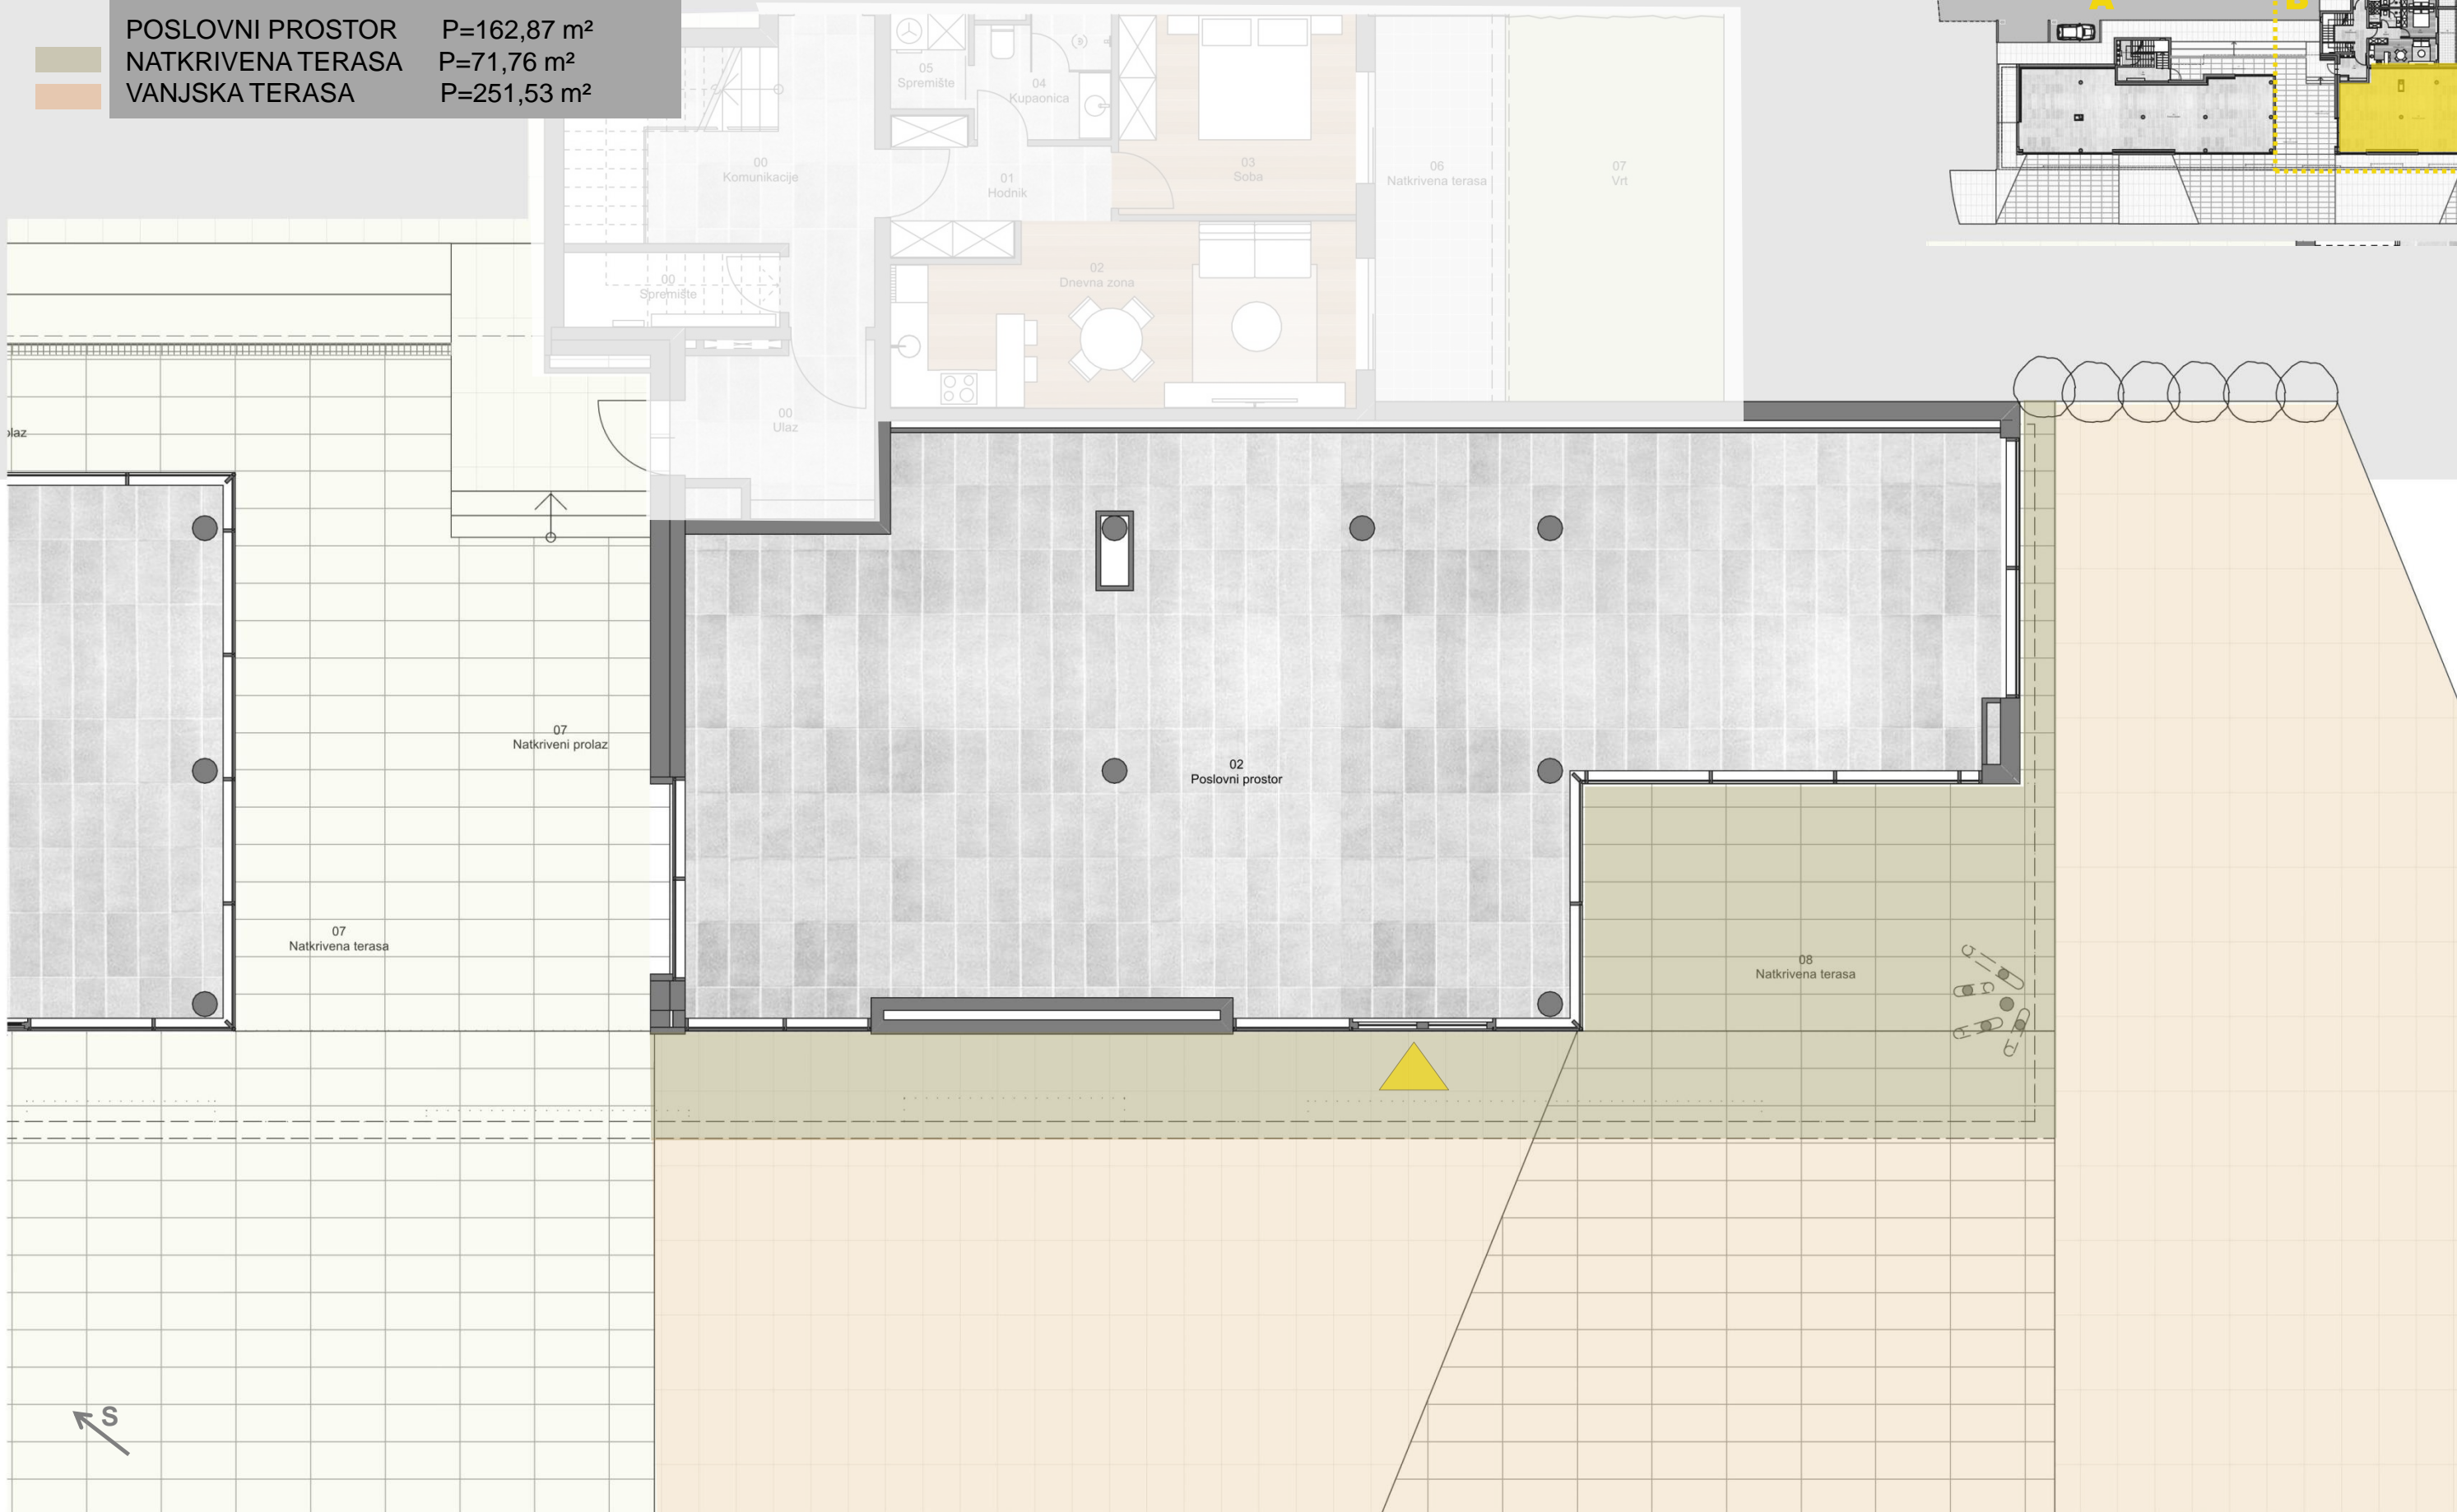 POSLOVNI PROSTOR P=162,87 m²
NATKRIVENA TERASA P=71,76 m²
VANJSKA TERASA P=251,53 m²
A
05
Spremište
04
Kupaonica
00
Komunikacije
01
Hodnik
03
Soba
06
Natkrivena terasa
07
Vrt
00
Spremište
02
Dnevna zona
00
Ulaz
07
Natkriveni prolaz
02
Poslovni prostor
07
Natkrivena terasa
08
Natkrivena terasa
S